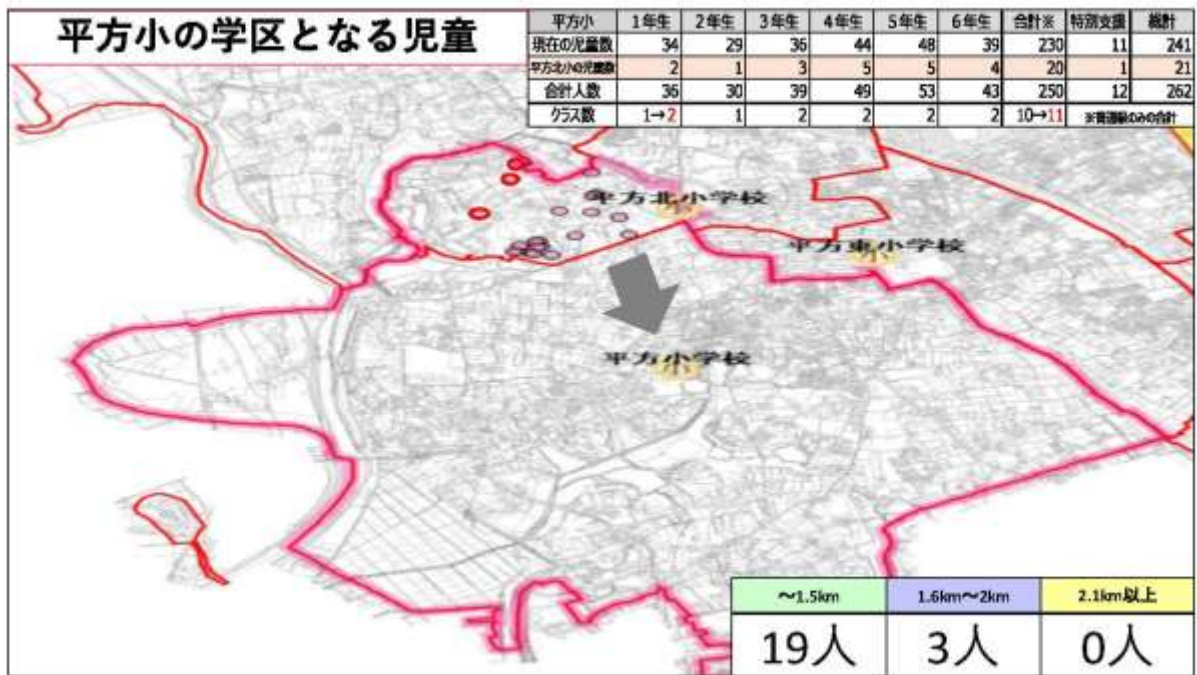 平方小の学区となる児童
平方小 1年生 2年生 3年生 4年生 5年生 6年生 合計※ 特別支援 総計
現在の児童数 34 29 36 44 48 39 230 11 241
平方北小の児童数 2 1 3 5 5 4 20 1 21
合計人数 36 30 39 49 53 43 250 12 262
クラス数 1→2 1 2 2 2 2 10→11 ※普通級のみの合計
平方北小学校
平方東小学校
平方小学校
〜1.5km 1.6km〜2km 2.1km以上
19人 3人 0人